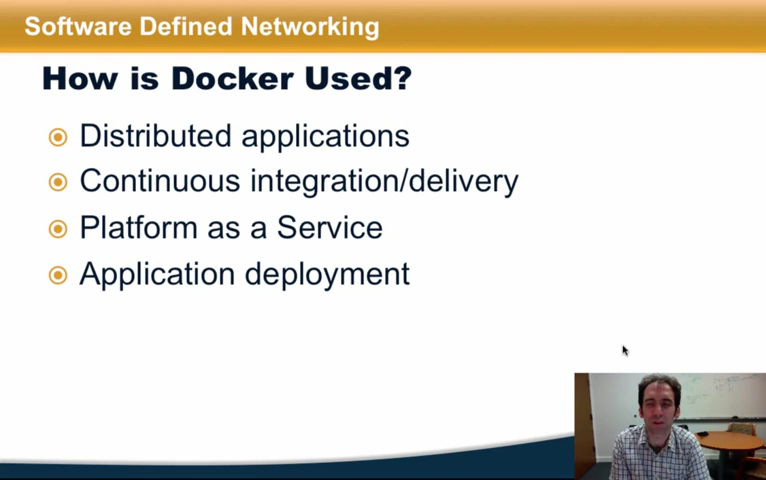 Software Defined Networking
How is Docker Used?
Distributed applications
Continuous integration/delivery
Platform as a Service
Application deployment